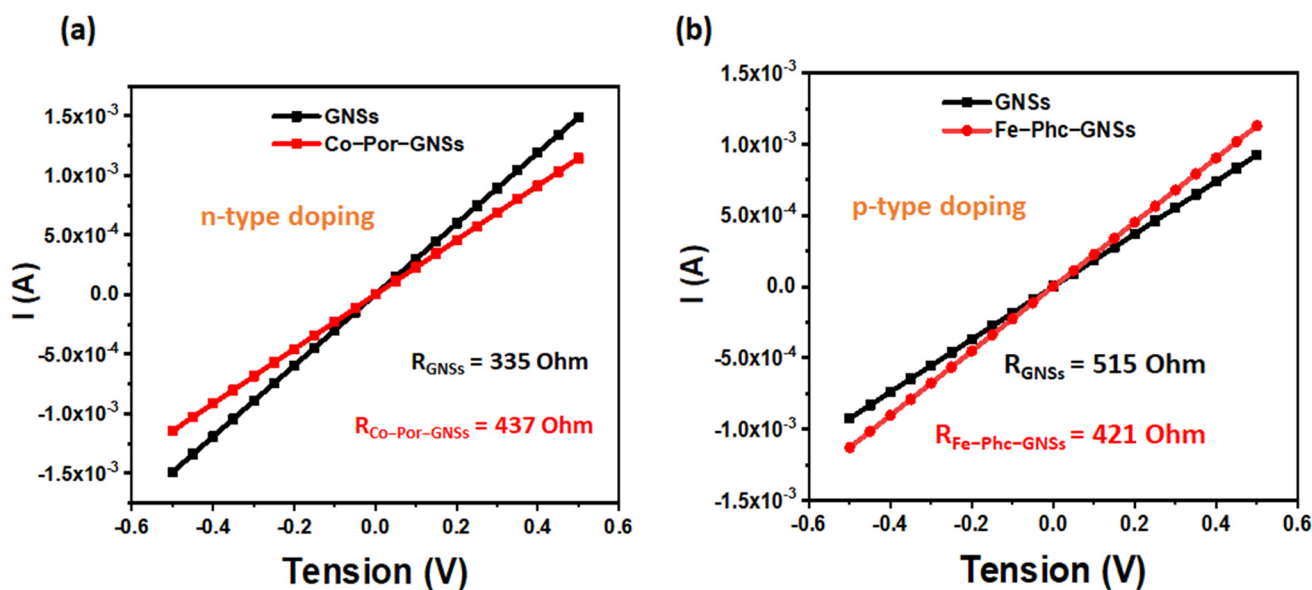 (a)
1.5x10⁻³
1.0x10⁻³
5.0x10⁻⁴
0.0
-5.0x10⁻⁴
-1.0x10⁻³
-1.5x10⁻³
I (A)
GNSs
Co–Por–GNSs
n-type doping
R_GNSs = 335 Ohm
R_Co–Por–GNSs = 437 Ohm
-0.6 -0.4 -0.2 0.0 0.2 0.4 0.6
Tension (V)
(b)
1.5x10⁻³
1.0x10⁻³
5.0x10⁻⁴
0.0
-5.0x10⁻⁴
-1.0x10⁻³
-1.5x10⁻³
I (A)
GNSs
Fe–Phc–GNSs
p-type doping
R_GNSs = 515 Ohm
R_Fe–Phc–GNSs = 421 Ohm
-0.6 -0.4 -0.2 0.0 0.2 0.4 0.6
Tension (V)